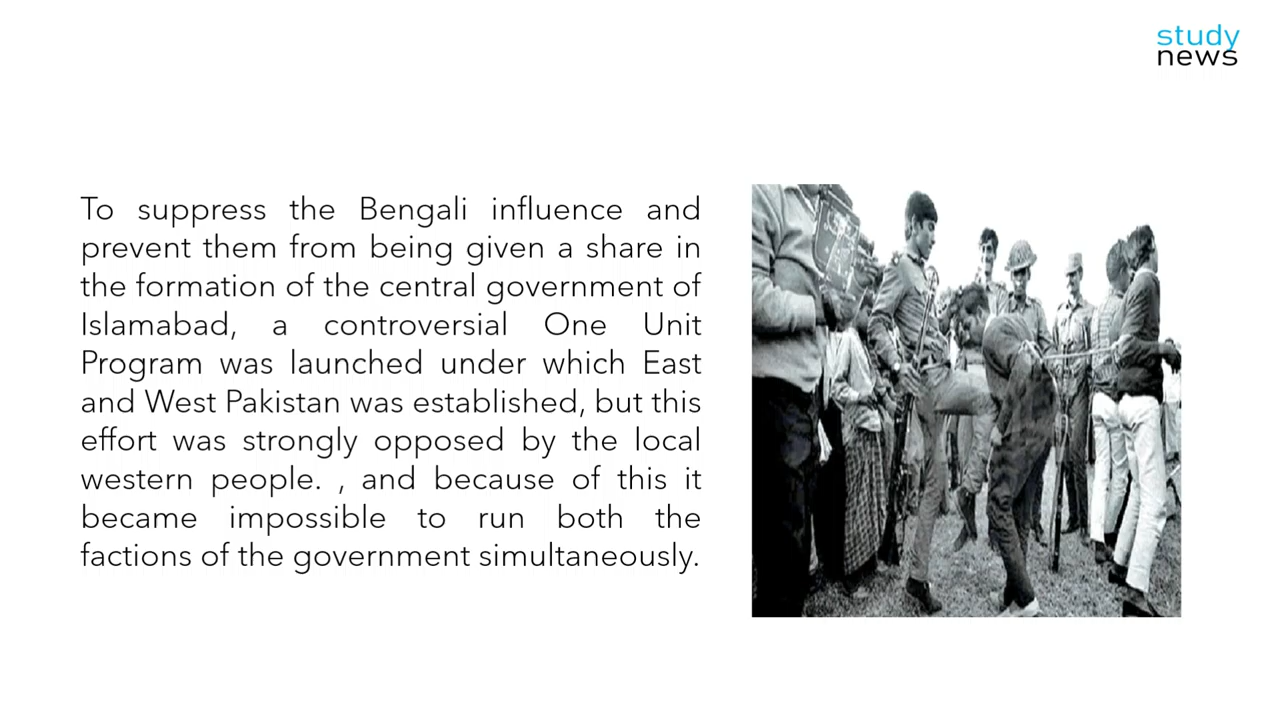 study
news
To suppress the Bengali influence and
prevent them from being given a share in
the formation of the central government of
Islamabad, a controversial One Unit
Program was launched under which East
and West Pakistan was established, but this
effort was strongly opposed by the local
western people. , and because of this it
became impossible to run both the
factions of the government simultaneously.